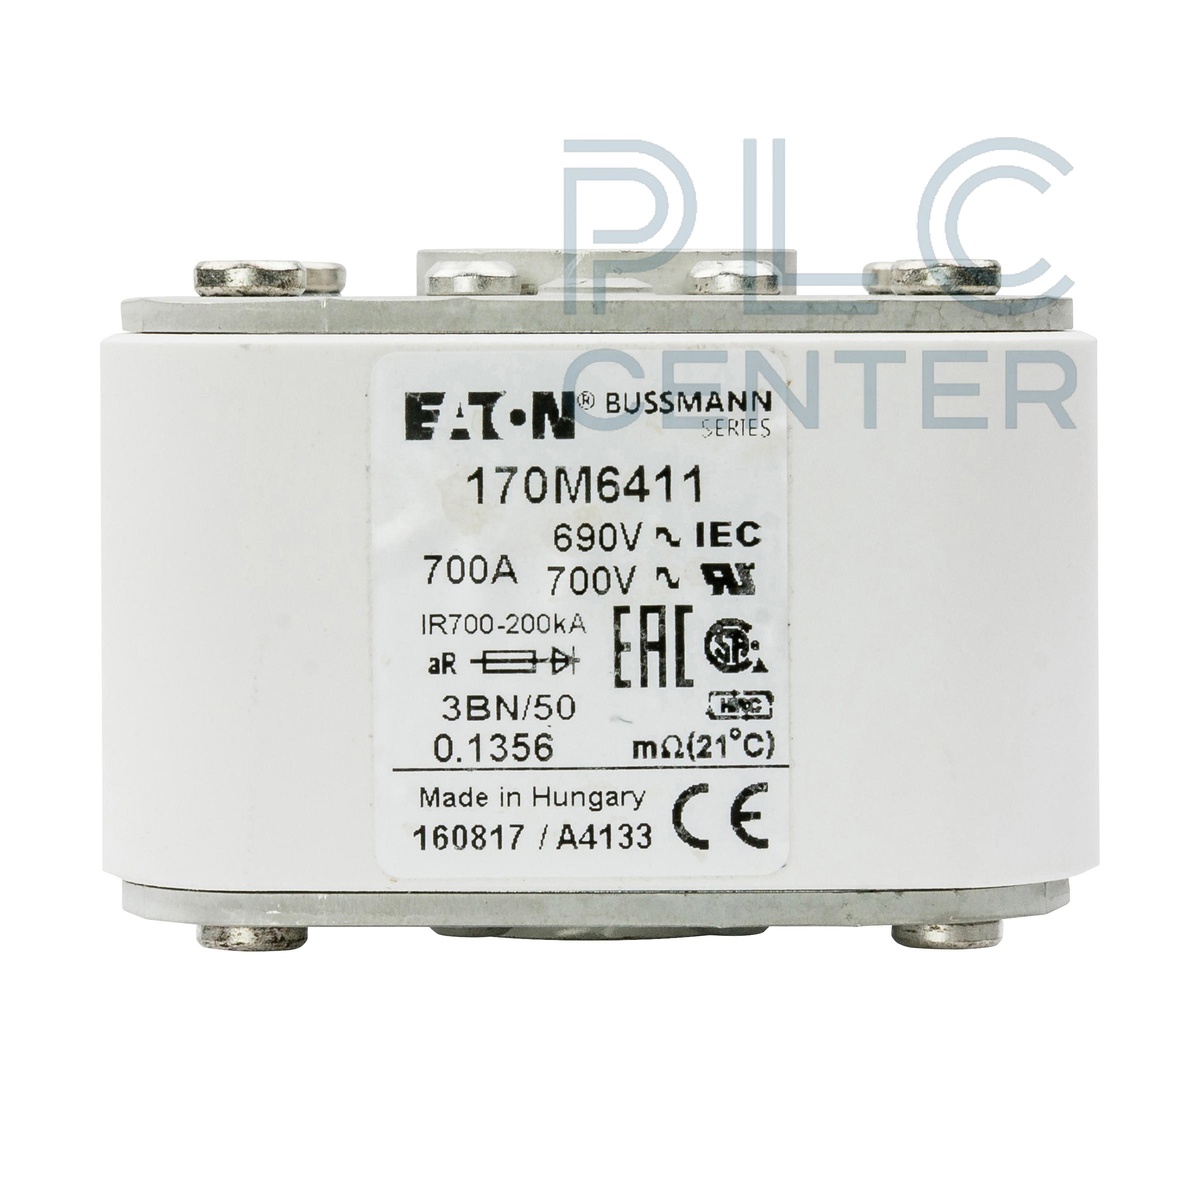 PLC
CENTER
EATON® BUSSMANN
SERIES
170M6411
690V ~ IEC
700A 700V ~
IR700-200kA
EAC
aR
3BN/50
0.1356 mΩ(21°C)
Made in Hungary
CE
160817 / A4133